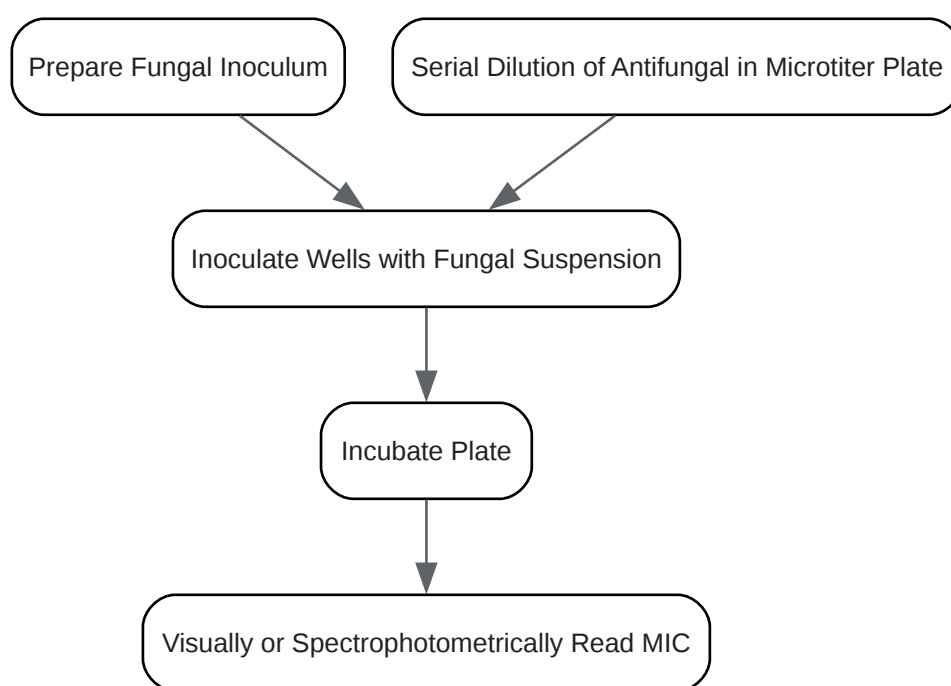 Prepare Fungal Inoculum
Serial Dilution of Antifungal in Microtiter Plate
Inoculate Wells with Fungal Suspension
Incubate Plate
Visually or Spectrophotometrically Read MIC